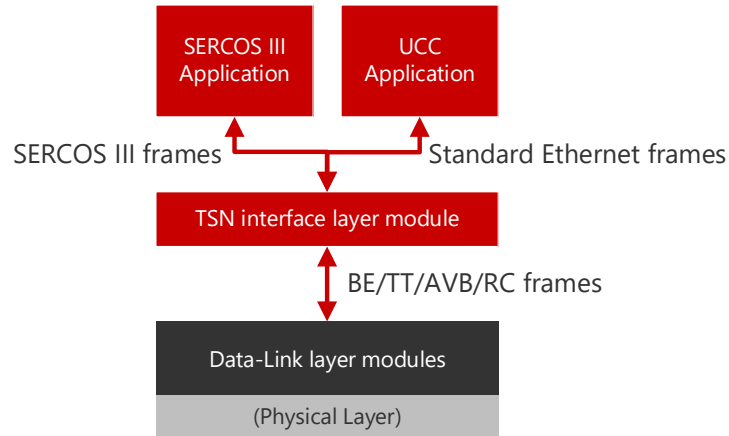 SERCOS III
Application
UCC
Application
SERCOS III frames
Standard Ethernet frames
TSN interface layer module
BE/TT/AVB/RC frames
Data-Link layer modules
(Physical Layer)